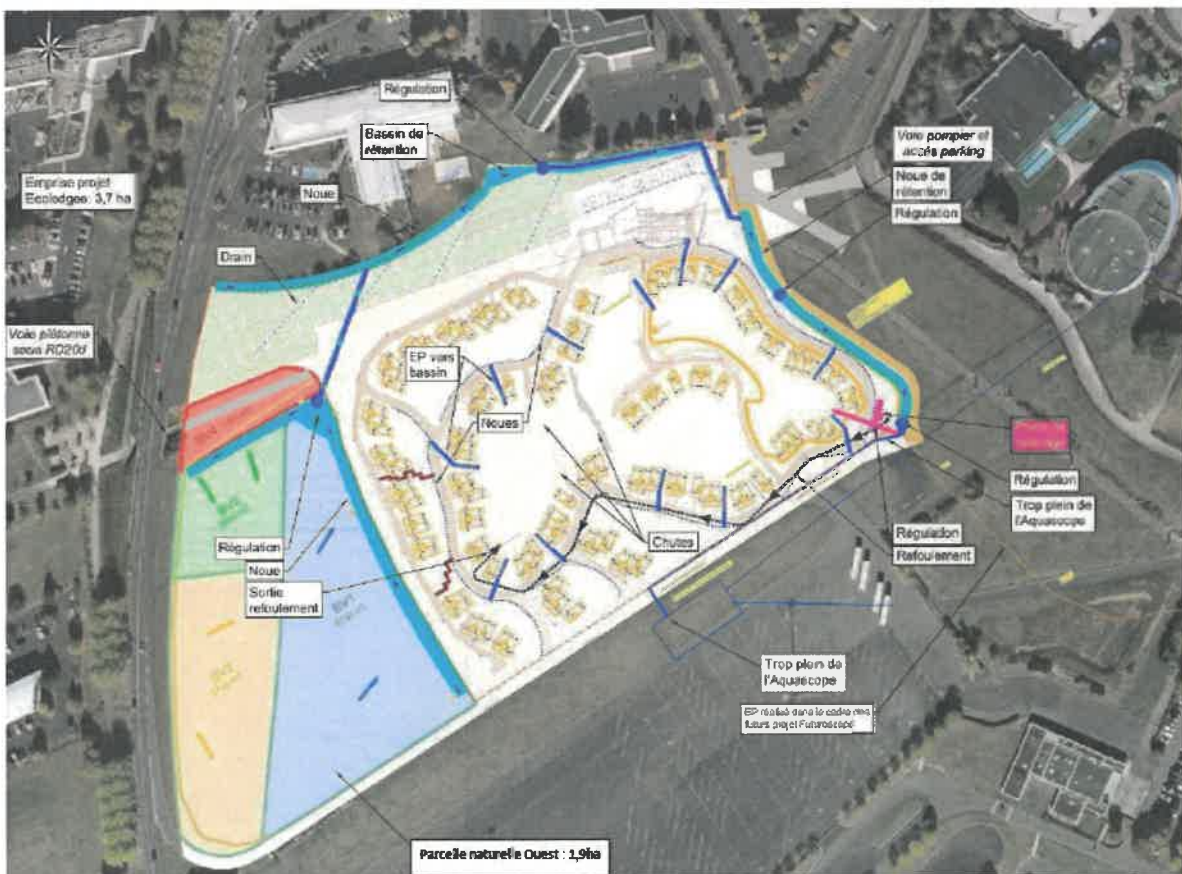 Régulation
Bassin de
rétention
Voie pompier et
accès parking
Emprise projet
Ecolodges: 3,7 ha
Noue
Noue de
rétention
Régulation
Drain
Voie piétonne
sous RD20d
EP vers
bassin
Noues
Régulation
Trop plein de
l'Aquascope
Régulation
Noue
Chutes
Régulation
Refoulement
Sortie
refoulement
Trop plein de
l'Aquascope
EP réalisé dans le cadre des
futurs projet Futuroscope
Parcelle naturelle Ouest : 1,9ha